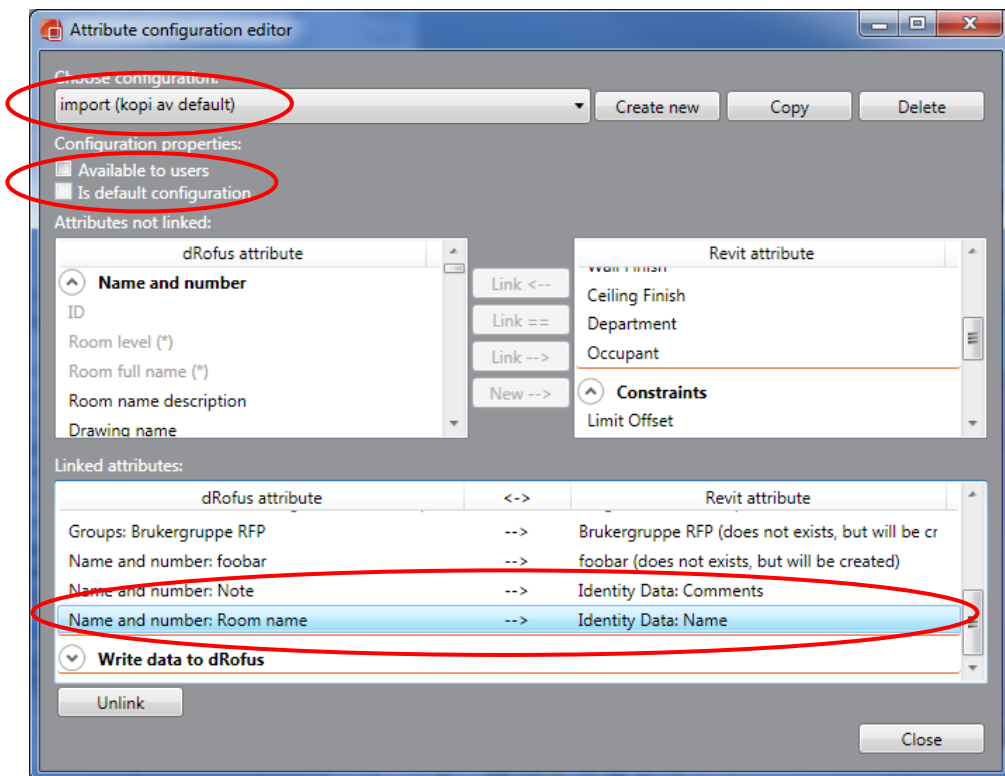 Attribute configuration editor
Choose configuration:
import (kopi av default)
Create new
Copy
Delete
Configuration properties:
Available to users
Is default configuration
Attributes not linked:
dRofus attribute
Name and number
ID
Room level (*)
Room full name (*)
Room name description
Drawing name
Link <--
Link ==
Link -->
New -->
Revit attribute
Wall Finish
Ceiling Finish
Department
Occupant
Constraints
Limit Offset
Linked attributes:
dRofus attribute <-> Revit attribute
Groups: Brukergruppe RFP --> Brukergruppe RFP (does not exists, but will be cr
Name and number: foobar --> foobar (does not exists, but will be created)
Name and number: Note --> Identity Data: Comments
Name and number: Room name --> Identity Data: Name
Write data to dRofus
Unlink
Close